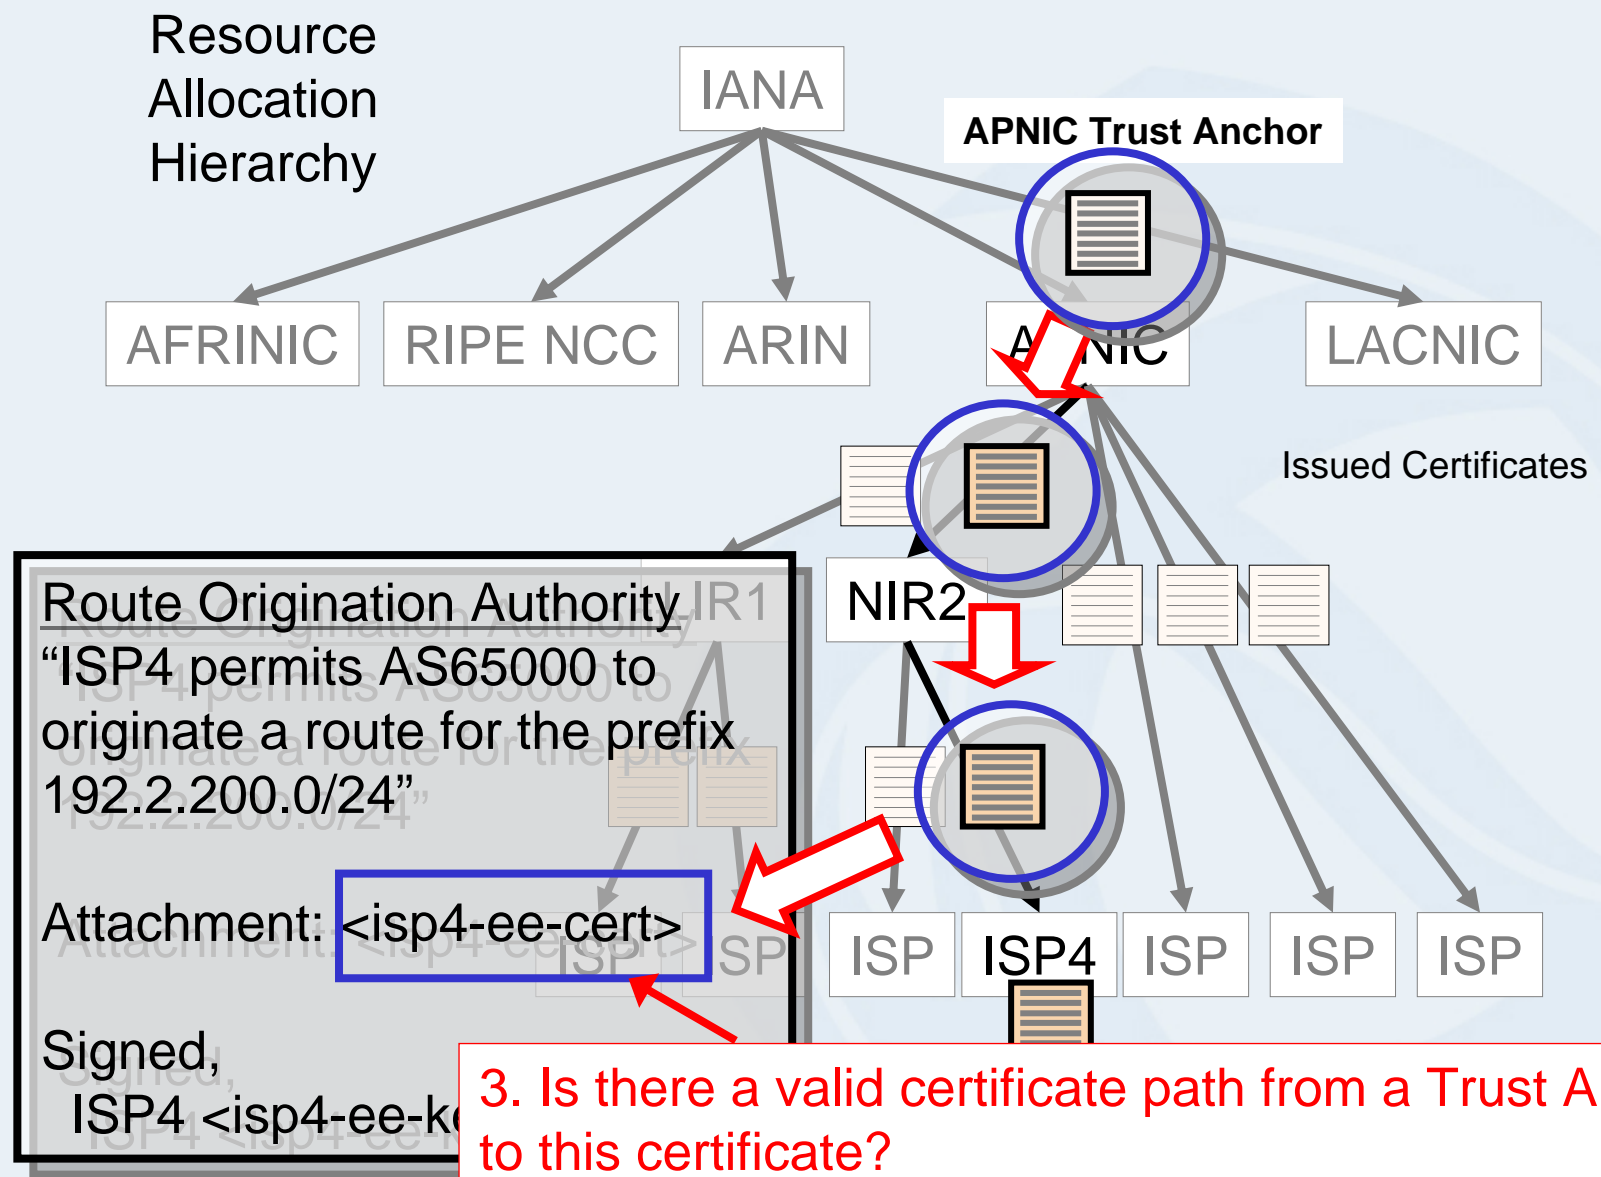 Resource
Allocation
Hierarchy
IANA
APNIC Trust Anchor
AFRINIC
RIPE NCC
ARIN
LACNIC
Issued Certificates
NIR2
Route Origination Authority
“ISP4 permits AS65000 to
originate a route for the prefix
192.2.200.0/24”
Attachment: <isp4-ee-cert>
ISP
ISP
ISP4
ISP
ISP
ISP
Signed,
ISP4
3. Is there a valid certificate path from a Trust
to this certificate?